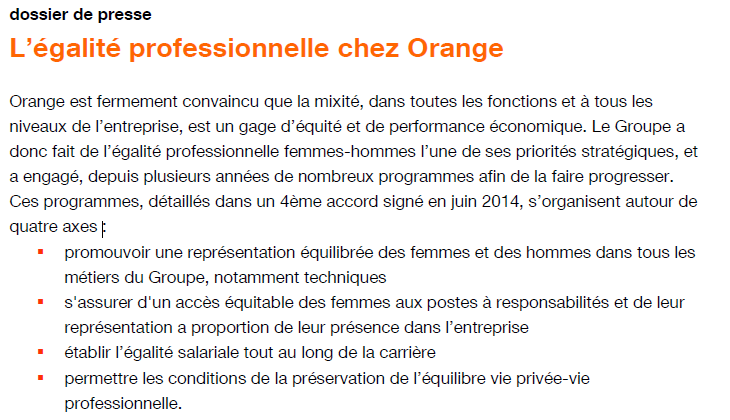 dossier de presse
L’égalité professionnelle chez Orange
Orange est fermement convaincu que la mixité, dans toutes les fonctions et à tous les
niveaux de l’entreprise, est un gage d’équité et de performance économique. Le Groupe a
donc fait de l’égalité professionnelle femmes-hommes l’une de ses priorités stratégiques, et
a engagé, depuis plusieurs années de nombreux programmes afin de la faire progresser.
Ces programmes, détaillés dans un 4ème accord signé en juin 2014, s’organisent autour de
quatre axes :
▪ promouvoir une représentation équilibrée des femmes et des hommes dans tous les
métiers du Groupe, notamment techniques
▪ s'assurer d'un accès équitable des femmes aux postes à responsabilités et de leur
représentation a proportion de leur présence dans l’entreprise
▪ établir l’égalité salariale tout au long de la carrière
▪ permettre les conditions de la préservation de l’équilibre vie privée-vie
professionnelle.